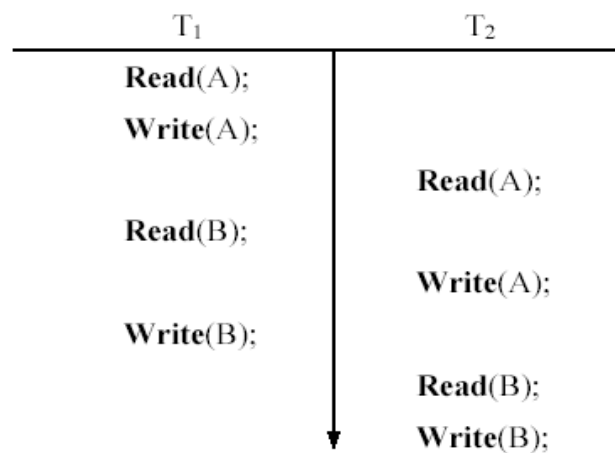 T₁ T₂
Read(A);
Write(A);
Read(A);
Read(B);
Write(A);
Write(B);
Read(B);
Write(B);